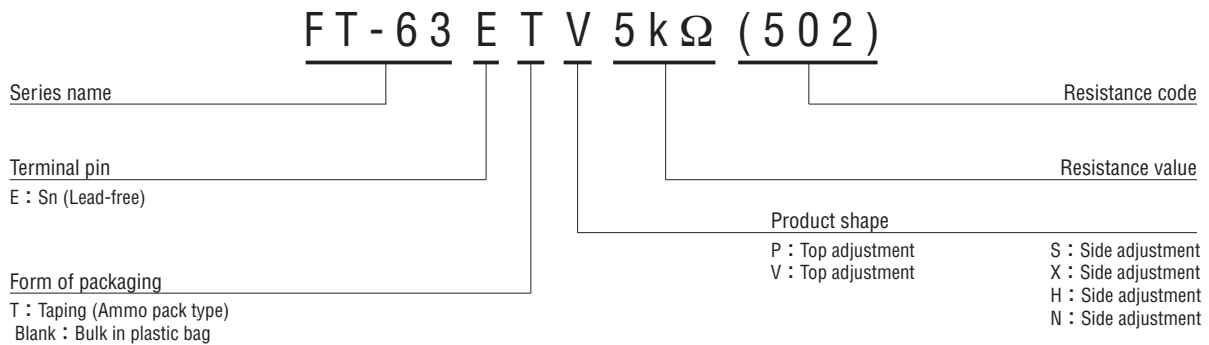 FT-63 E T V 5kΩ (502)
Series name
Resistance code
Terminal pin
E：Sn (Lead-free)
Resistance value
Product shape
P：Top adjustment
V：Top adjustment
S：Side adjustment
X：Side adjustment
H：Side adjustment
N：Side adjustment
Form of packaging
T：Taping (Ammo pack type)
Blank：Bulk in plastic bag